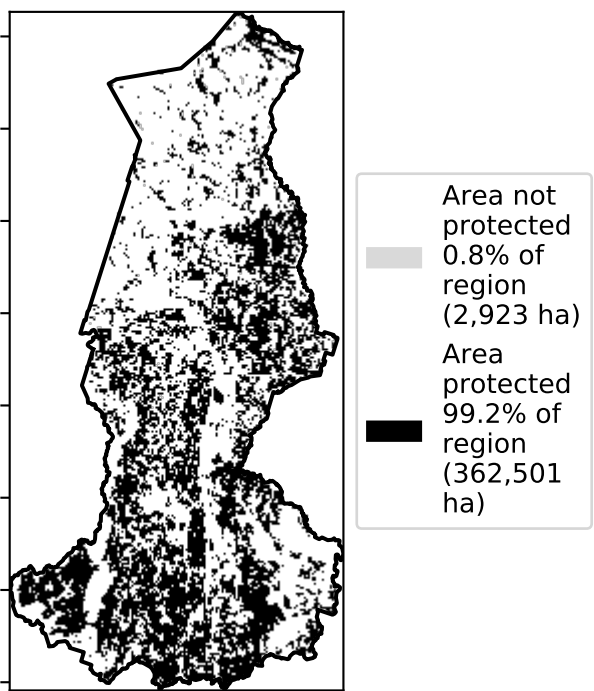 Area not
protected
0.8% of
region
(2,923 ha)
Area
protected
99.2% of
region
(362,501
ha)